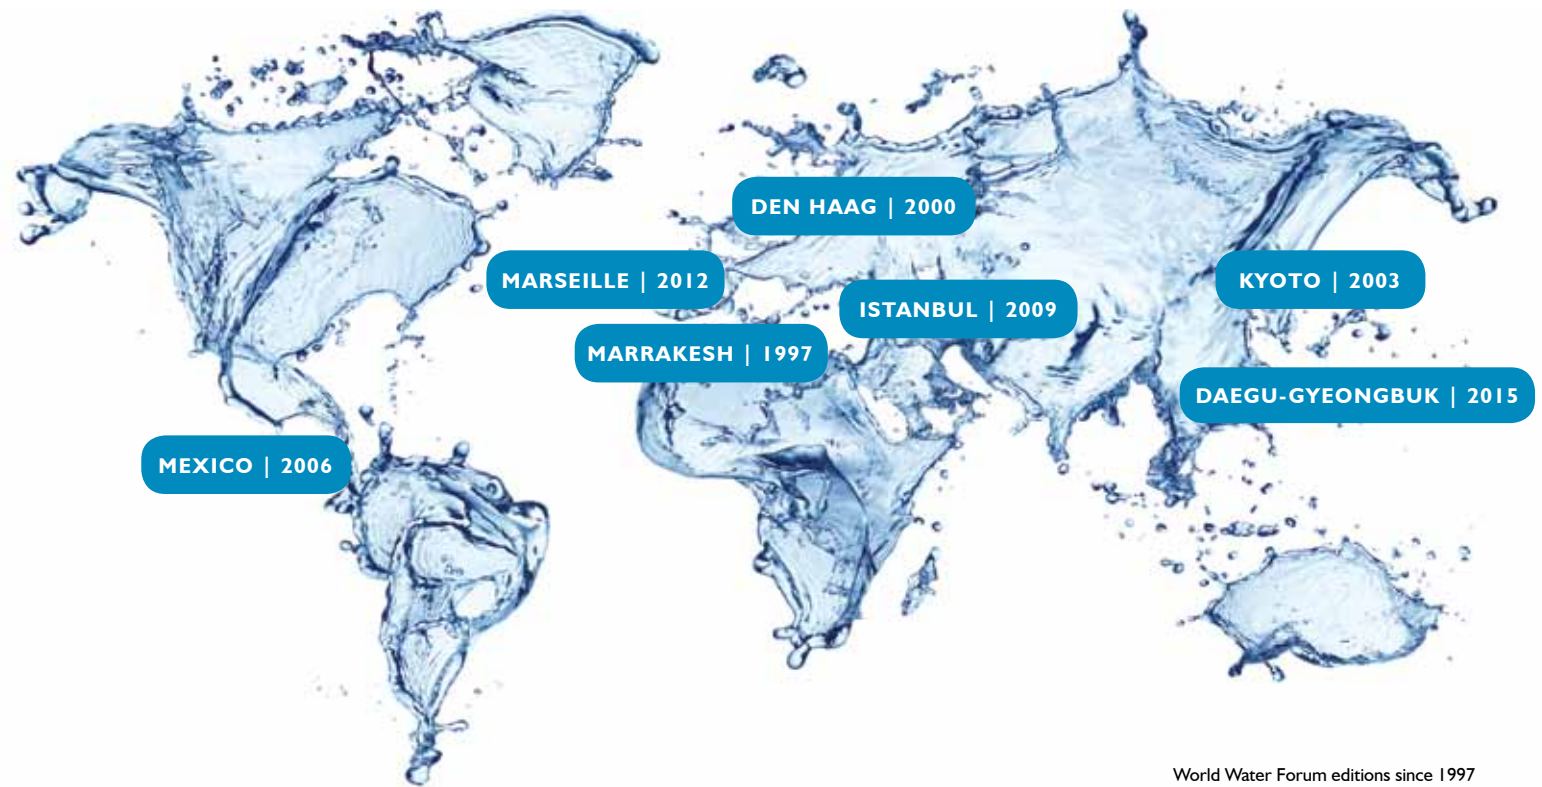 DEN HAAG | 2000
MARSEILLE | 2012
KYOTO | 2003
ISTANBUL | 2009
MARRAKESH | 1997
DAEGU-GYEONGBUK | 2015
MEXICO | 2006
World Water Forum editions since 1997